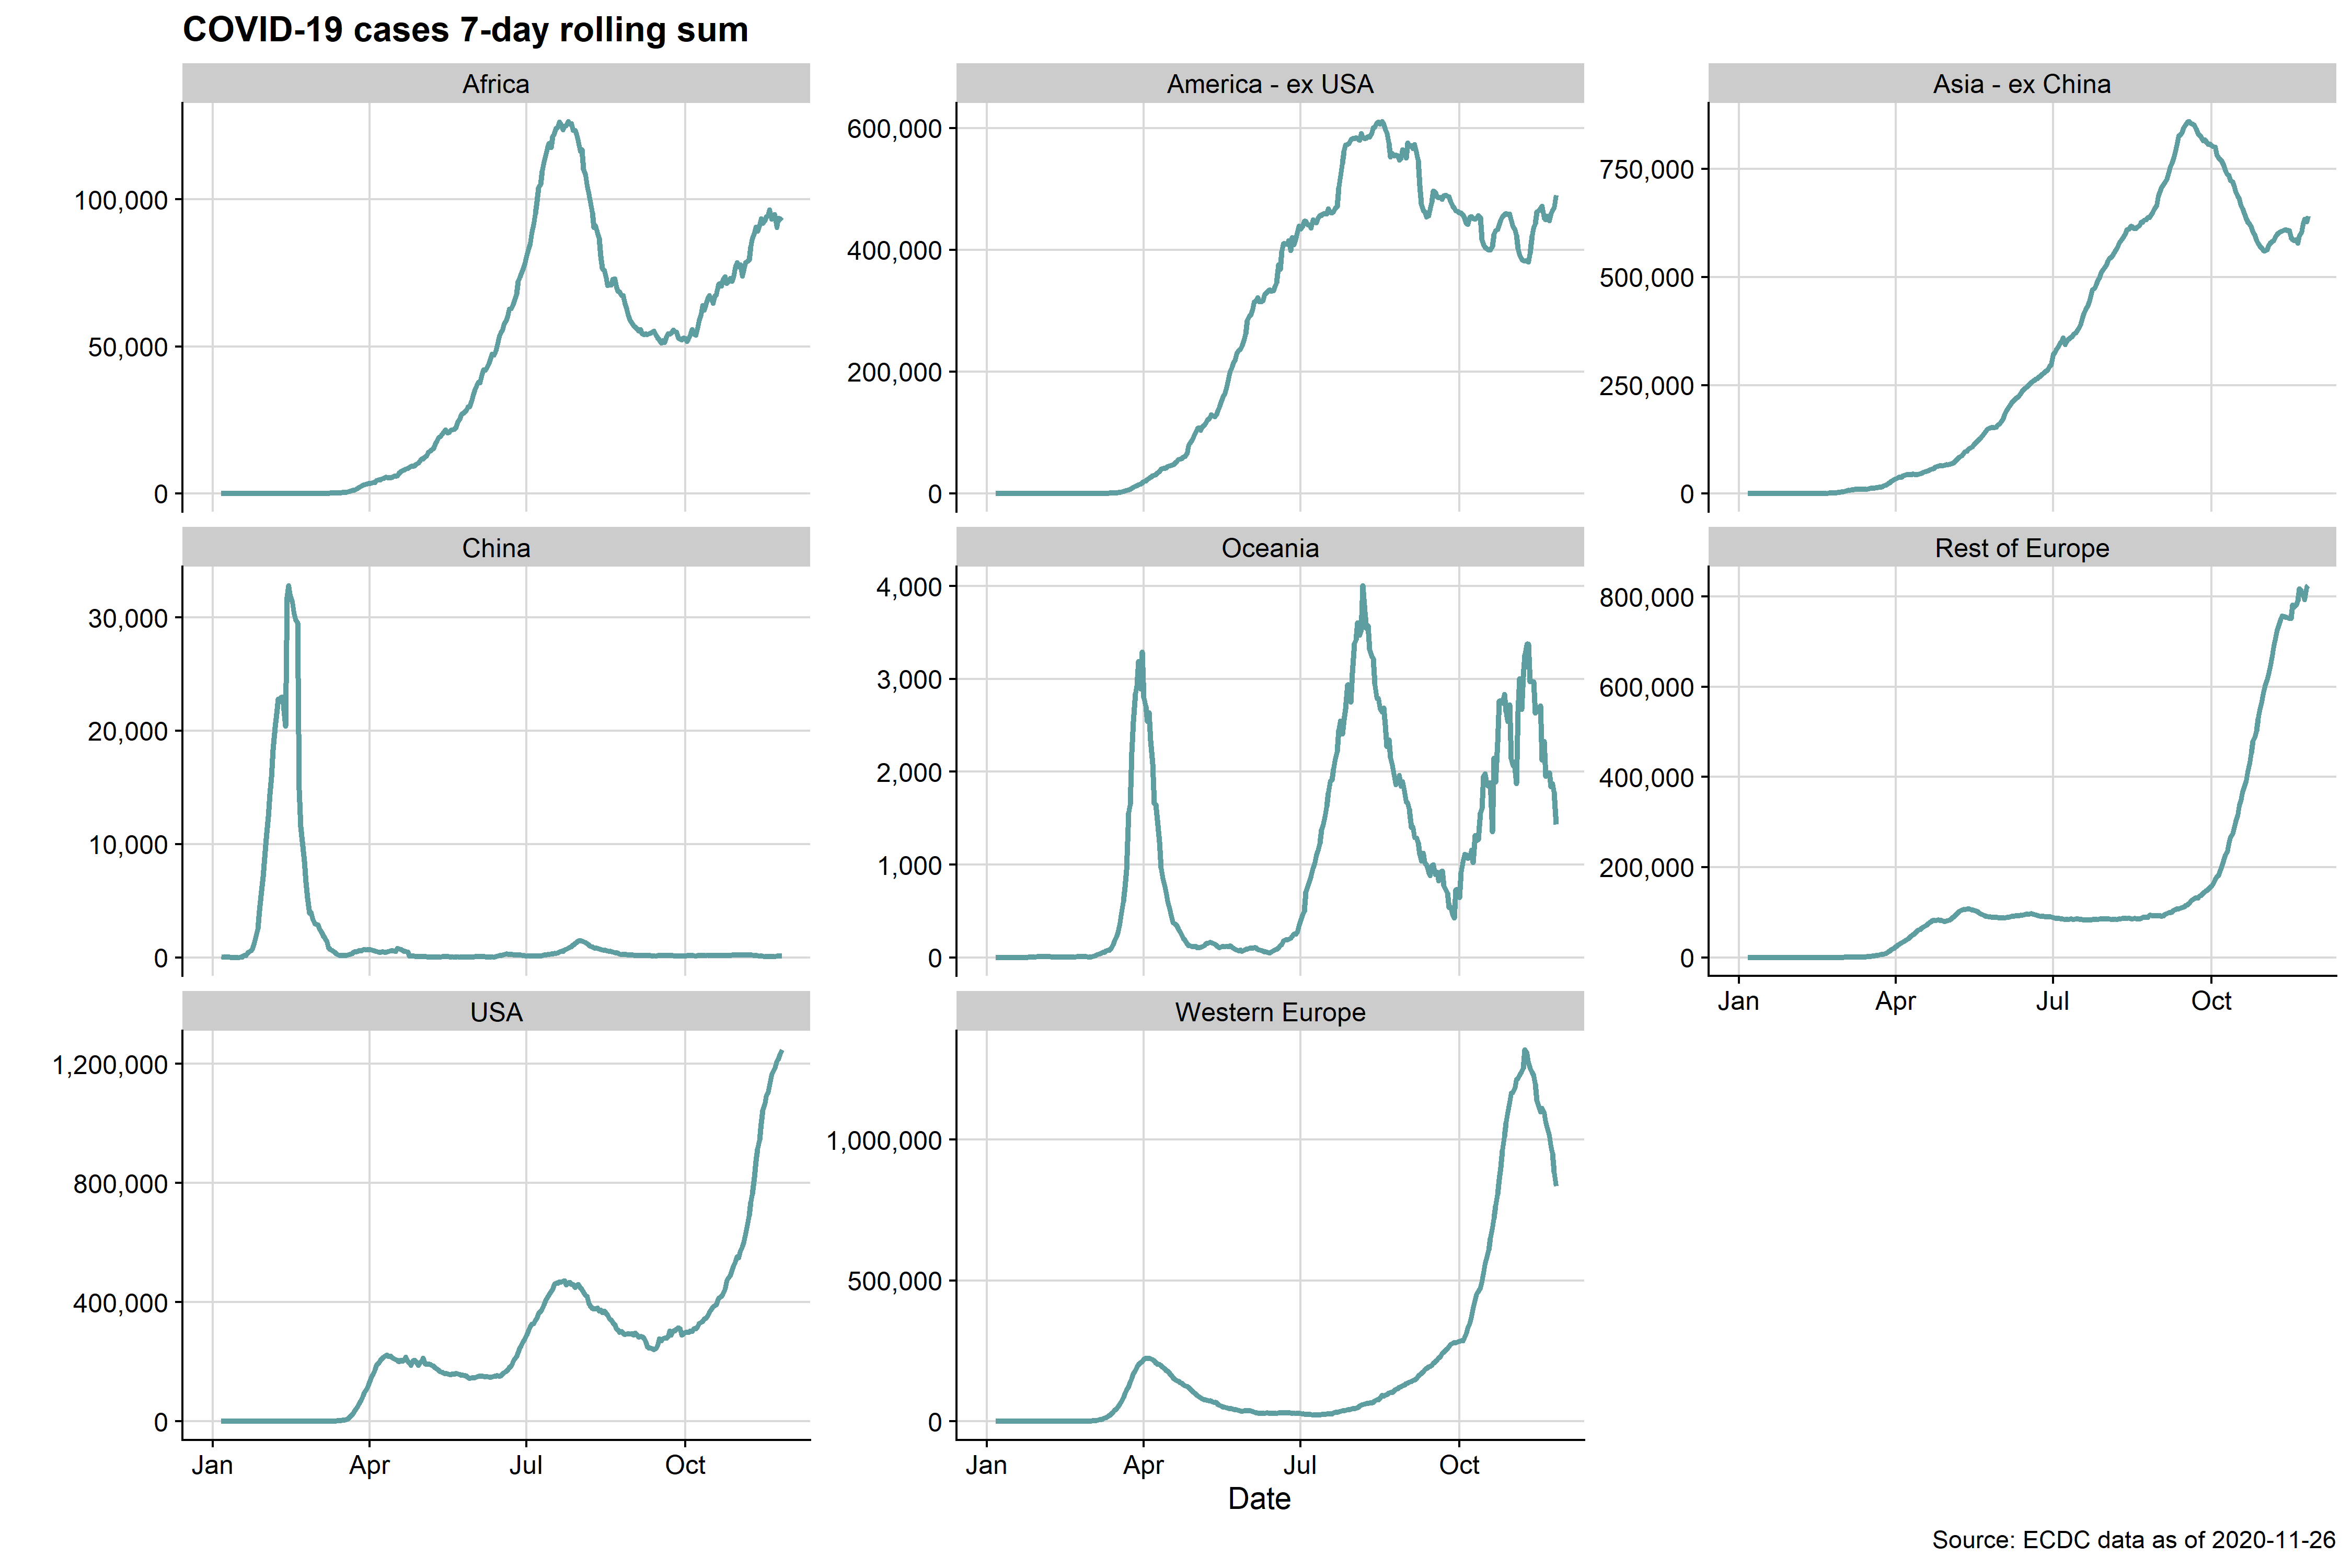 COVID-19 cases 7-day rolling sum
Africa
America - ex USA
Asia - ex China
100,000
50,000
0
600,000
400,000
200,000
0
750,000
500,000
250,000
0
China
Oceania
Rest of Europe
30,000
20,000
10,000
0
4,000
3,000
2,000
1,000
0
800,000
600,000
400,000
200,000
0
Jan Apr Jul Oct
USA
Western Europe
1,200,000
800,000
400,000
0
1,000,000
500,000
0
Jan Apr Jul Oct
Jan Apr Jul Oct
Date
Source: ECDC data as of 2020-11-26